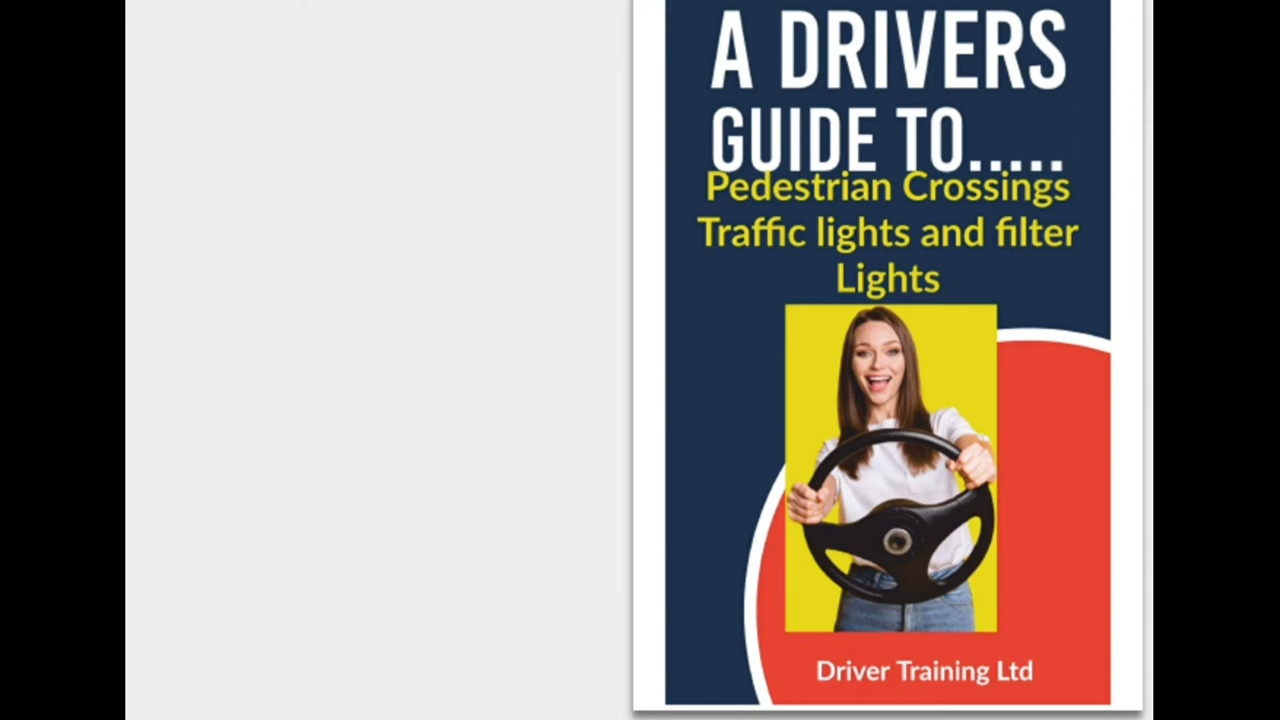 A DRIVERS
GUIDE TO.....
Pedestrian Crossings
Traffic lights and filter
Lights
Driver Training Ltd